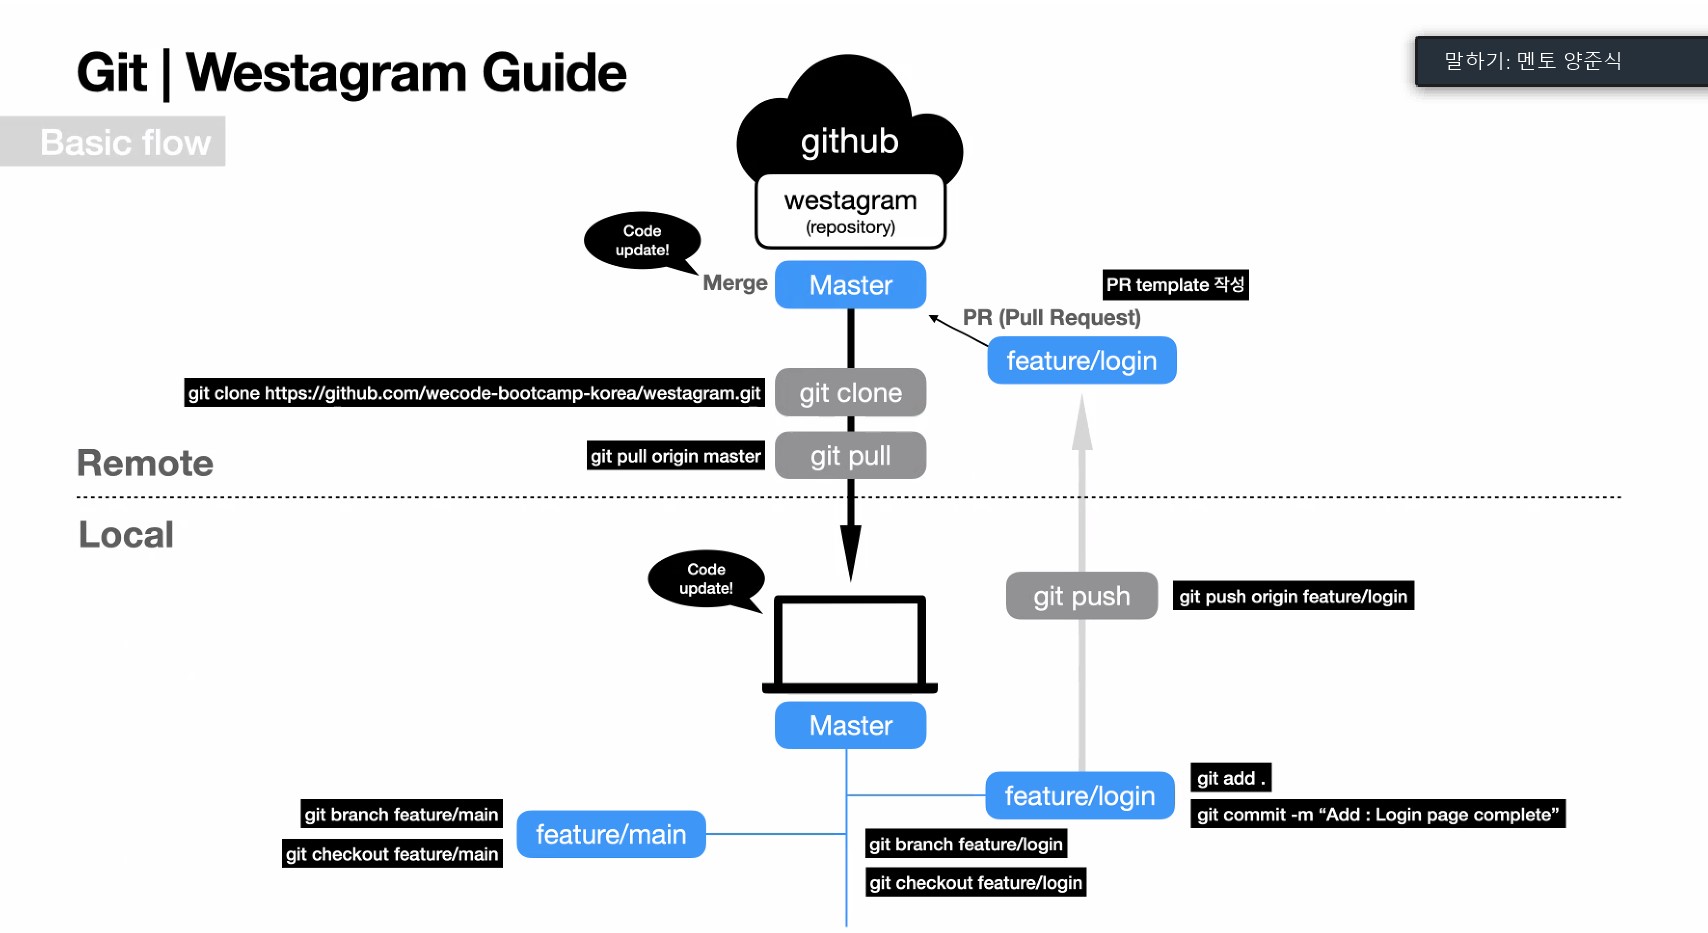 Git | Westagram Guide
말하기: 멘토 양준식
Basic flow
github
westagram
(repository)
Code
update!
Merge
Master
PR template 작성
PR (Pull Request)
feature/login
git clone https://github.com/wecode-bootcamp-korea/westagram.git
git clone
git pull origin master
git pull
Remote
Local
Code
update!
git push
git push origin feature/login
Master
feature/login
git add .
git commit -m “Add : Login page complete”
git branch feature/main
git checkout feature/main
feature/main
git branch feature/login
git checkout feature/login